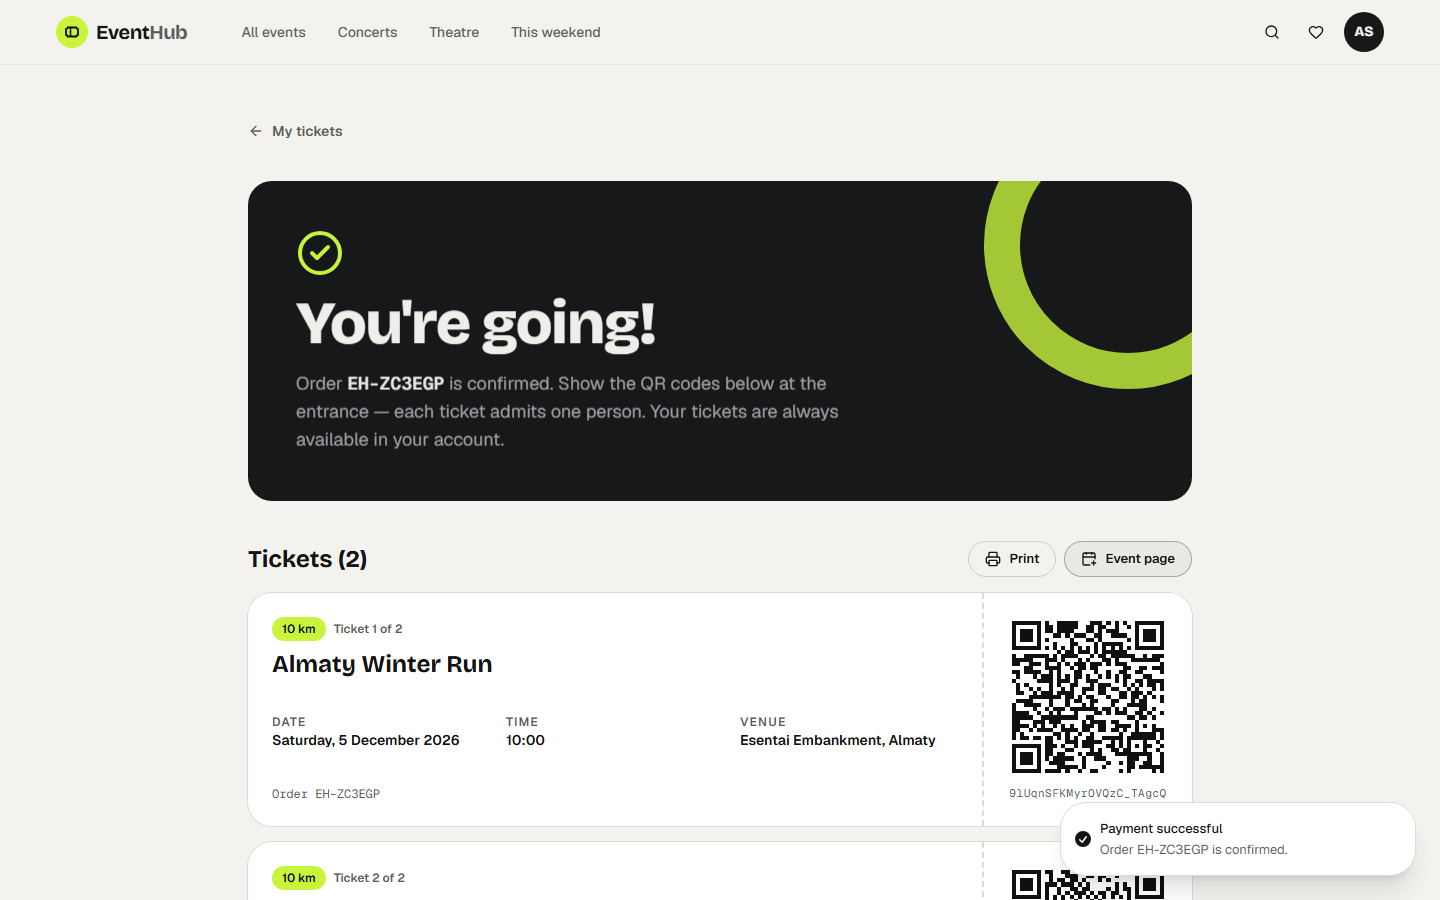 EventHub
All events
Concerts
Theatre
This weekend
AS
My tickets
You're going!
Order EH-ZC3EGP is confirmed. Show the QR codes below at the
entrance — each ticket admits one person. Your tickets are always
available in your account.
Tickets (2)
Print
Event page
10 km
Ticket 1 of 2
Almaty Winter Run
DATE
Saturday, 5 December 2026
TIME
10:00
VENUE
Esentai Embankment, Almaty
Order EH-ZC3EGP
9lUqnSFKMyrOVQzC_TAgcQ
10 km
Ticket 2 of 2
Payment successful
Order EH-ZC3EGP is confirmed.